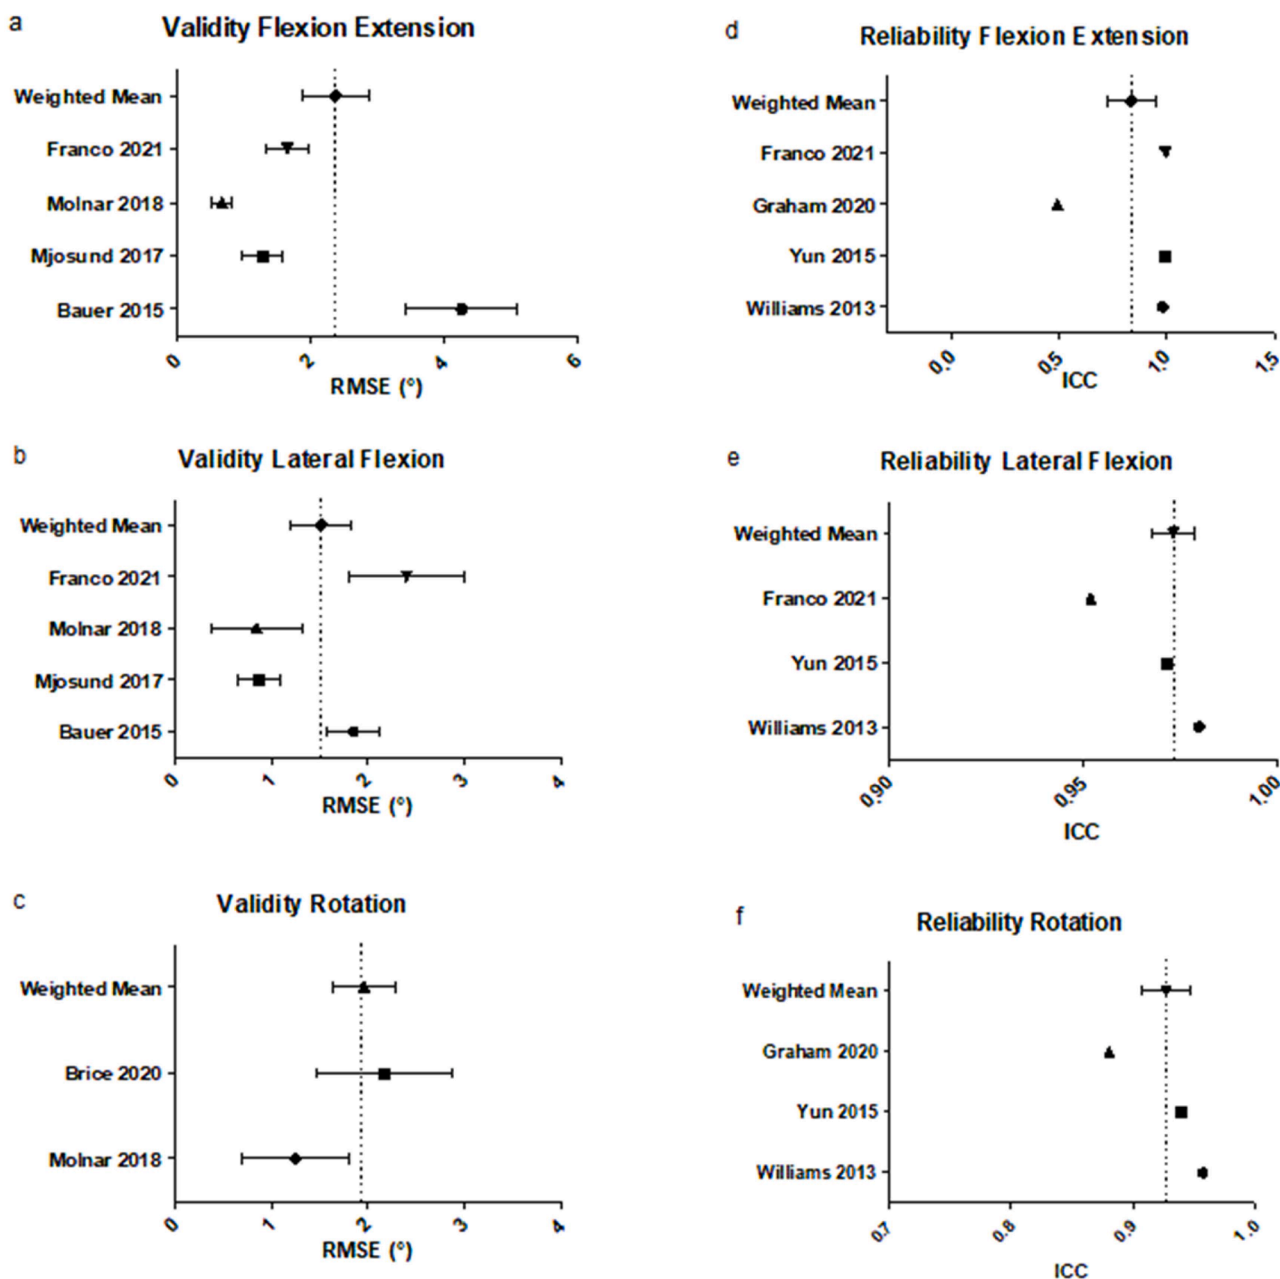 a
Validity Flexion Extension
Weighted Mean
Franco 2021
Molnar 2018
Mjosund 2017
Bauer 2015
0 2 4 6
RMSE (°)
b
Validity Lateral Flexion
Weighted Mean
Franco 2021
Molnar 2018
Mjosund 2017
Bauer 2015
0 1 2 3 4
RMSE (°)
c
Validity Rotation
Weighted Mean
Brice 2020
Molnar 2018
0 1 2 3 4
RMSE (°)
d
Reliability Flexion Extension
Weighted Mean
Franco 2021
Graham 2020
Yun 2015
Williams 2013
0.0 0.5 1.0 1.5
ICC
e
Reliability Lateral Flexion
Weighted Mean
Franco 2021
Yun 2015
Williams 2013
0.90 0.95 1.00
ICC
f
Reliability Rotation
Weighted Mean
Graham 2020
Yun 2015
Williams 2013
0.7 0.8 0.9 1.0
ICC